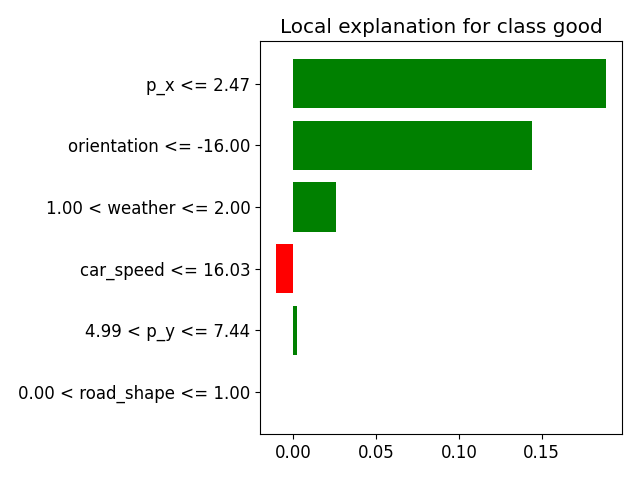 Local explanation for class good
p_x <= 2.47
orientation <= -16.00
1.00 < weather <= 2.00
car_speed <= 16.03
4.99 < p_y <= 7.44
0.00 < road_shape <= 1.00
0.00 0.05 0.10 0.15